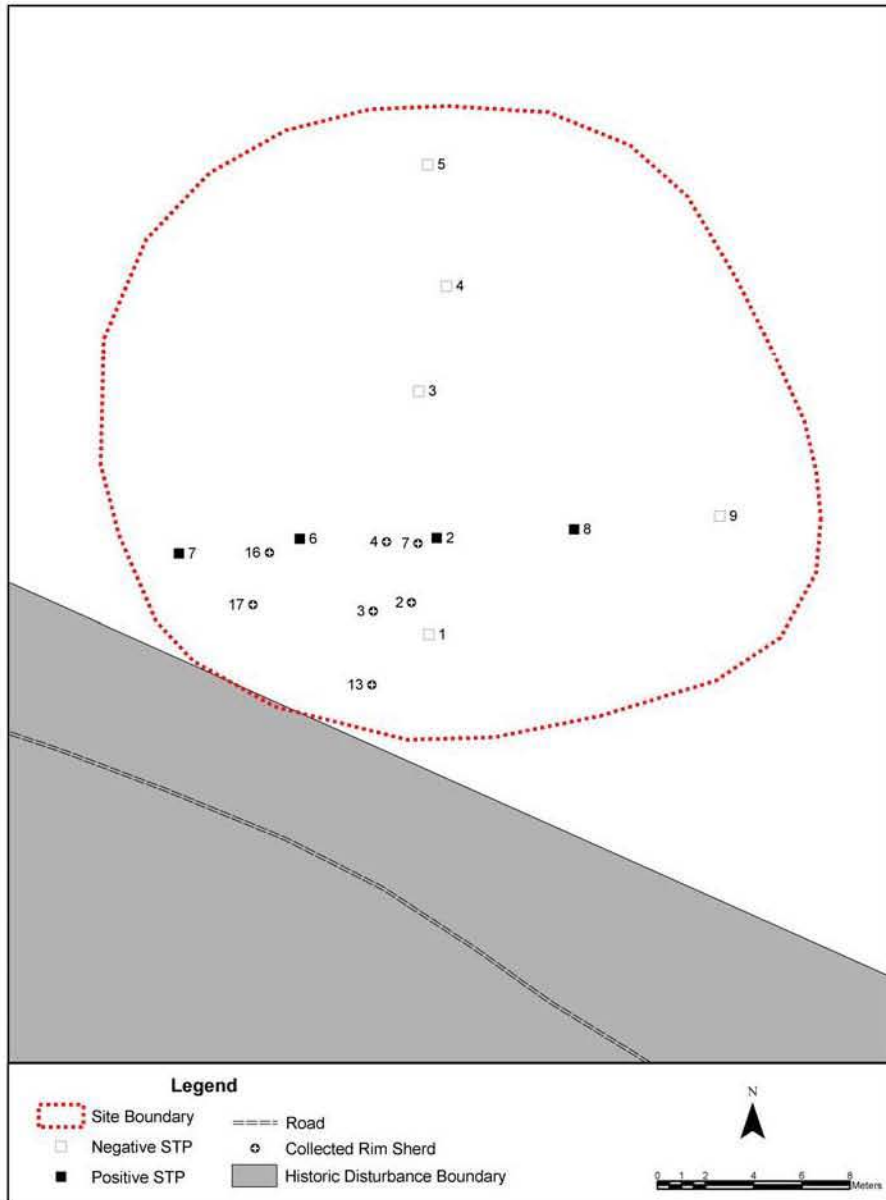 5
4
3
7
16
6
4
7
2
8
9
17
3
2
1
13
Legend
Site Boundary
Negative STP
Positive STP
Road
Collected Rim Sherd
Historic Disturbance Boundary
N
0 1 2 4 6 8
Meters